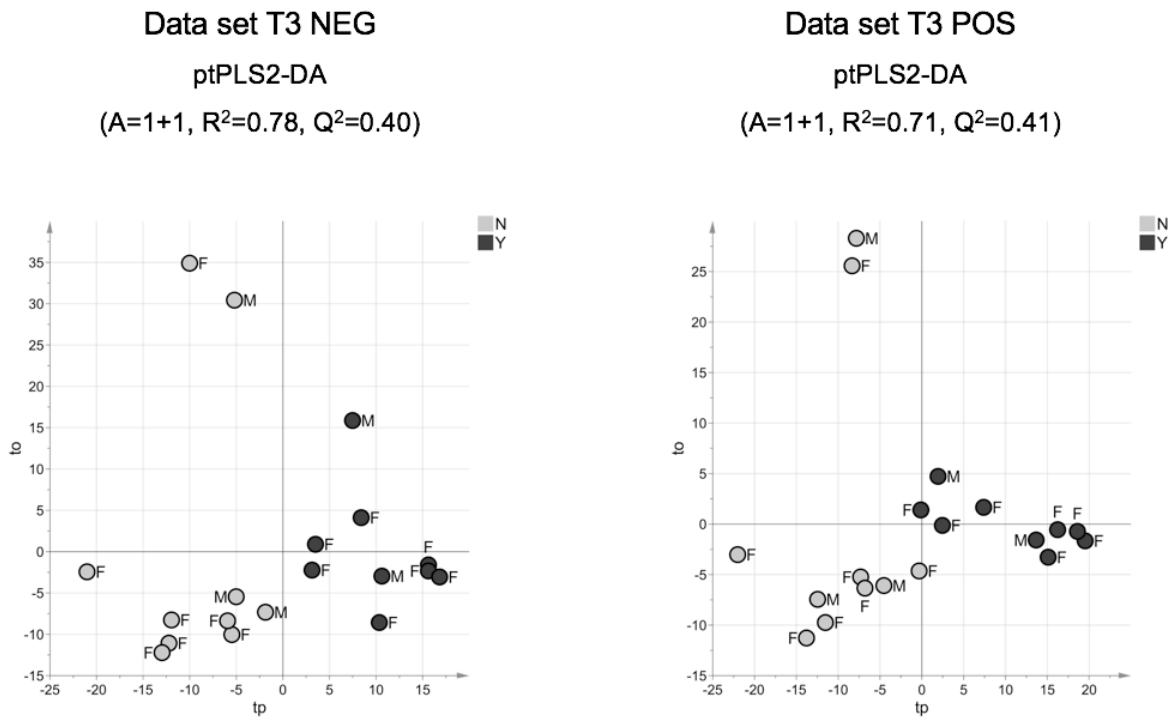 Data set T3 NEG
ptPLS2-DA
(A=1+1, R²=0.78, Q²=0.40)
N
Y
35
30
25
20
15
10
5
0
-5
-10
-15
to
F
M
M
F
F
F
F
F
F
M
F
F
F
M
M
F
F
F
F
F
-25
-20
-15
-10
-5
0
5
10
15
tp
Data set T3 POS
ptPLS2-DA
(A=1+1, R²=0.71, Q²=0.41)
N
Y
25
20
15
10
5
0
-5
-10
-15
to
M
F
M
F
F
F
F
F
M
F
F
F
F
F
F
M
F
M
F
F
-25
-20
-15
-10
-5
0
5
10
15
20
tp